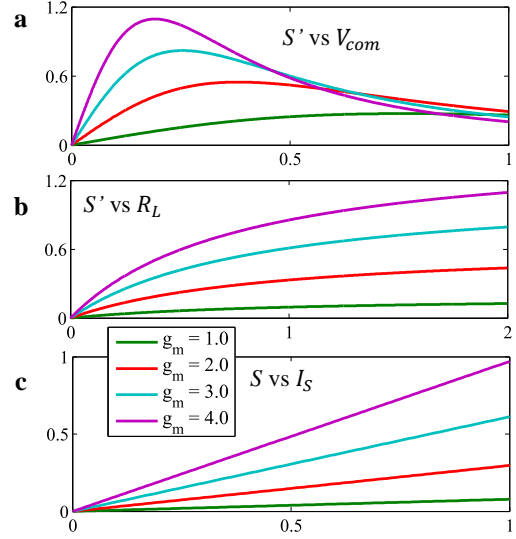 a
S' vs V_com
1.2
0.6
0
0 0.5 1
b
S' vs R_L
1.2
0.6
0
0 1 2
g_m = 1.0
g_m = 2.0
g_m = 3.0
g_m = 4.0
c
S vs I_S
1
0.5
0
0 0.5 1